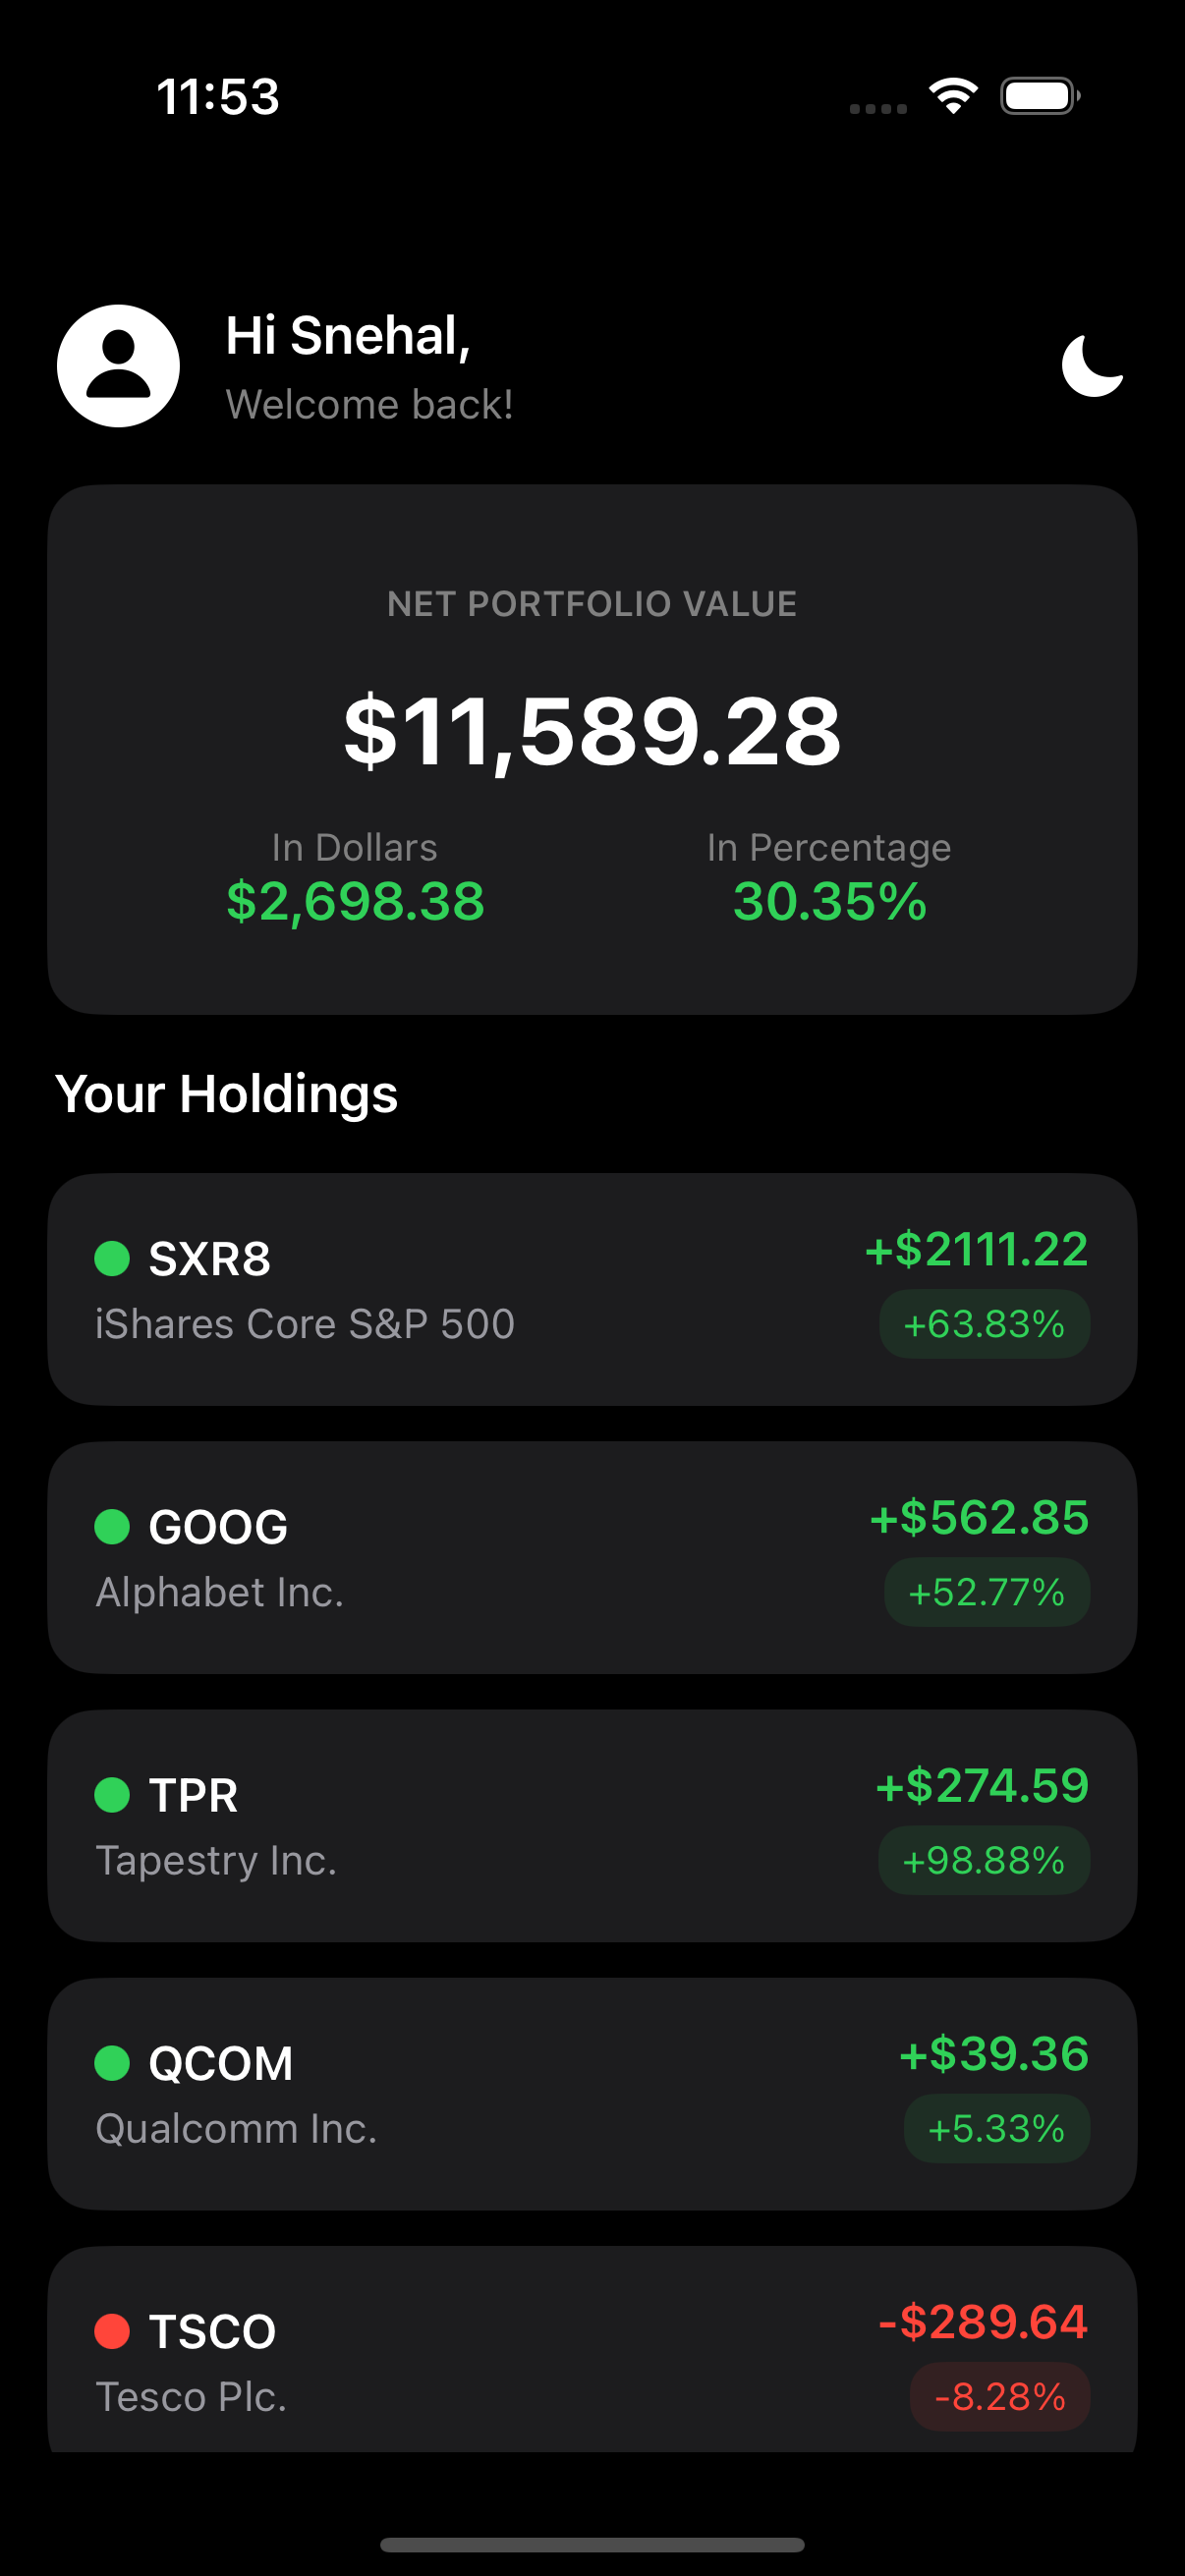 11:53
Hi Snehal,
Welcome back!
NET PORTFOLIO VALUE
$11,589.28
In Dollars In Percentage
$2,698.38 30.35%
Your Holdings
SXR8 +$2111.22
iShares Core S&P 500 +63.83%
GOOG +$562.85
Alphabet Inc. +52.77%
TPR +$274.59
Tapestry Inc. +98.88%
QCOM +$39.36
Qualcomm Inc. +5.33%
TSCO -$289.64
Tesco Plc. -8.28%